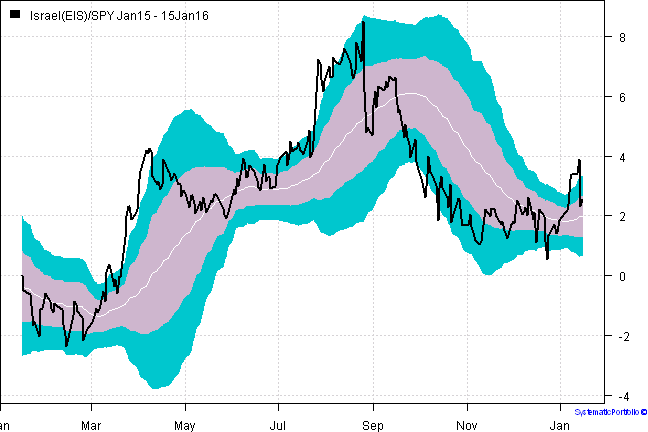 Israel(EIS)/SPY Jan15 - 15Jan16
8
6
4
2
0
-2
-4
an
Mar
May
Jul
Sep
Nov
Jan
SystematicPortfolio ©